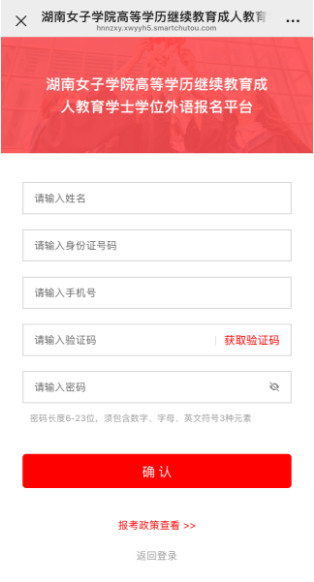 湖南女子学院高等学历继续教育成人教育
hnnzxy.xwyyh5.smartchutou.com
湖南女子学院高等学历继续教育成
人教育学士学位外语报名平台
请输入姓名
请输入身份证号码
请输入手机号
请输入验证码 获取验证码
请输入密码
密码长度6-23位，须包含数字、字母、英文符号3种元素
确认
报考政策查看 >>
返回登录